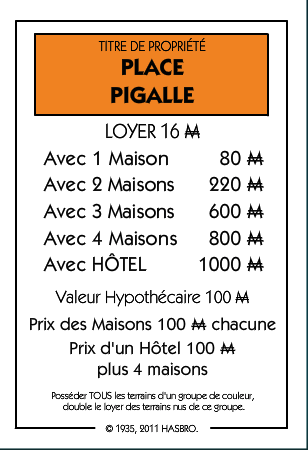 TITRE DE PROPRIÉTÉ
PLACE
PIGALLE
LOYER 16 ₩
Avec 1 Maison 80 ₩
Avec 2 Maisons 220 ₩
Avec 3 Maisons 600 ₩
Avec 4 Maisons 800 ₩
Avec HÔTEL 1000 ₩
Valeur Hypothécaire 100 ₩
Prix des Maisons 100 ₩ chacune
Prix d'un Hôtel 100 ₩
plus 4 maisons
Posséder TOUS les terrains d'un groupe de couleur,
double le loyer des terrains nus de ce groupe.
© 1935, 2011 HASBRO.